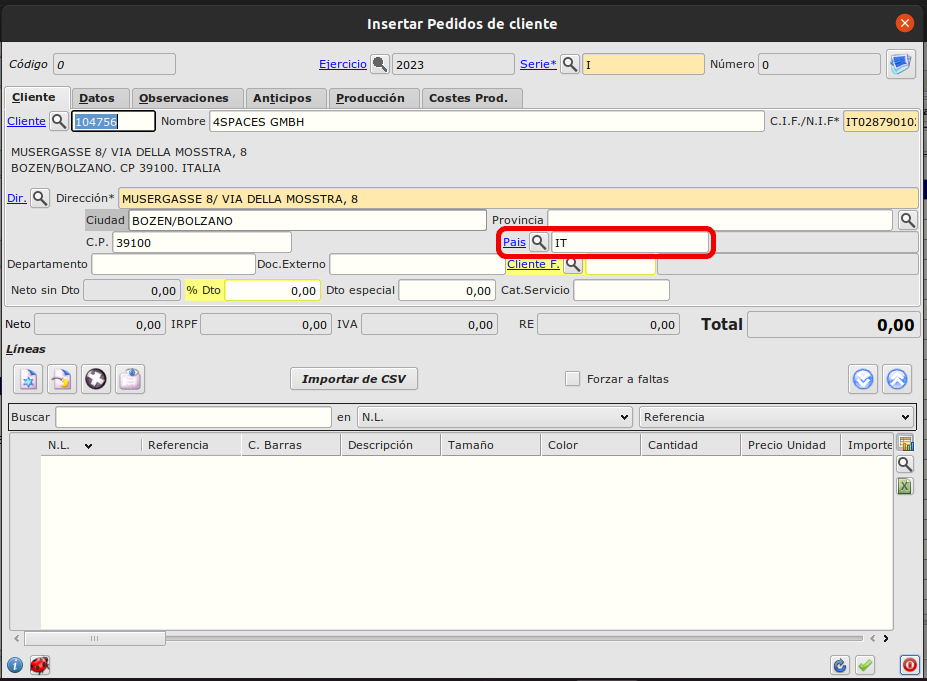 Insertar Pedidos de cliente
Código 0 Ejercicio 2023 Serie* I Número 0
Cliente Datos Observaciones Anticipos Producción Costes Prod.
Cliente 104756 Nombre 4SPACES GMBH C.I.F./N.I.F* IT028790102
MUSERGASSE 8/ VIA DELLA MOSSTRA, 8
BOZEN/BOLZANO. CP 39100. ITALIA
Dir. Dirección* MUSERGASSE 8/ VIA DELLA MOSSTRA, 8
Ciudad BOZEN/BOLZANO Provincia
C.P. 39100 Pais IT
Departamento Doc.Externo Cliente F.
Neto sin Dto 0,00 % Dto 0,00 Dto especial 0,00 Cat.Servicio
Neto 0,00 IRPF 0,00 IVA 0,00 RE 0,00 Total 0,00
Líneas
Importar de CSV Forzar a faltas
Buscar en N.L. Referencia
N.L. Referencia C. Barras Descripción Tamaño Color Cantidad Precio Unidad Importe